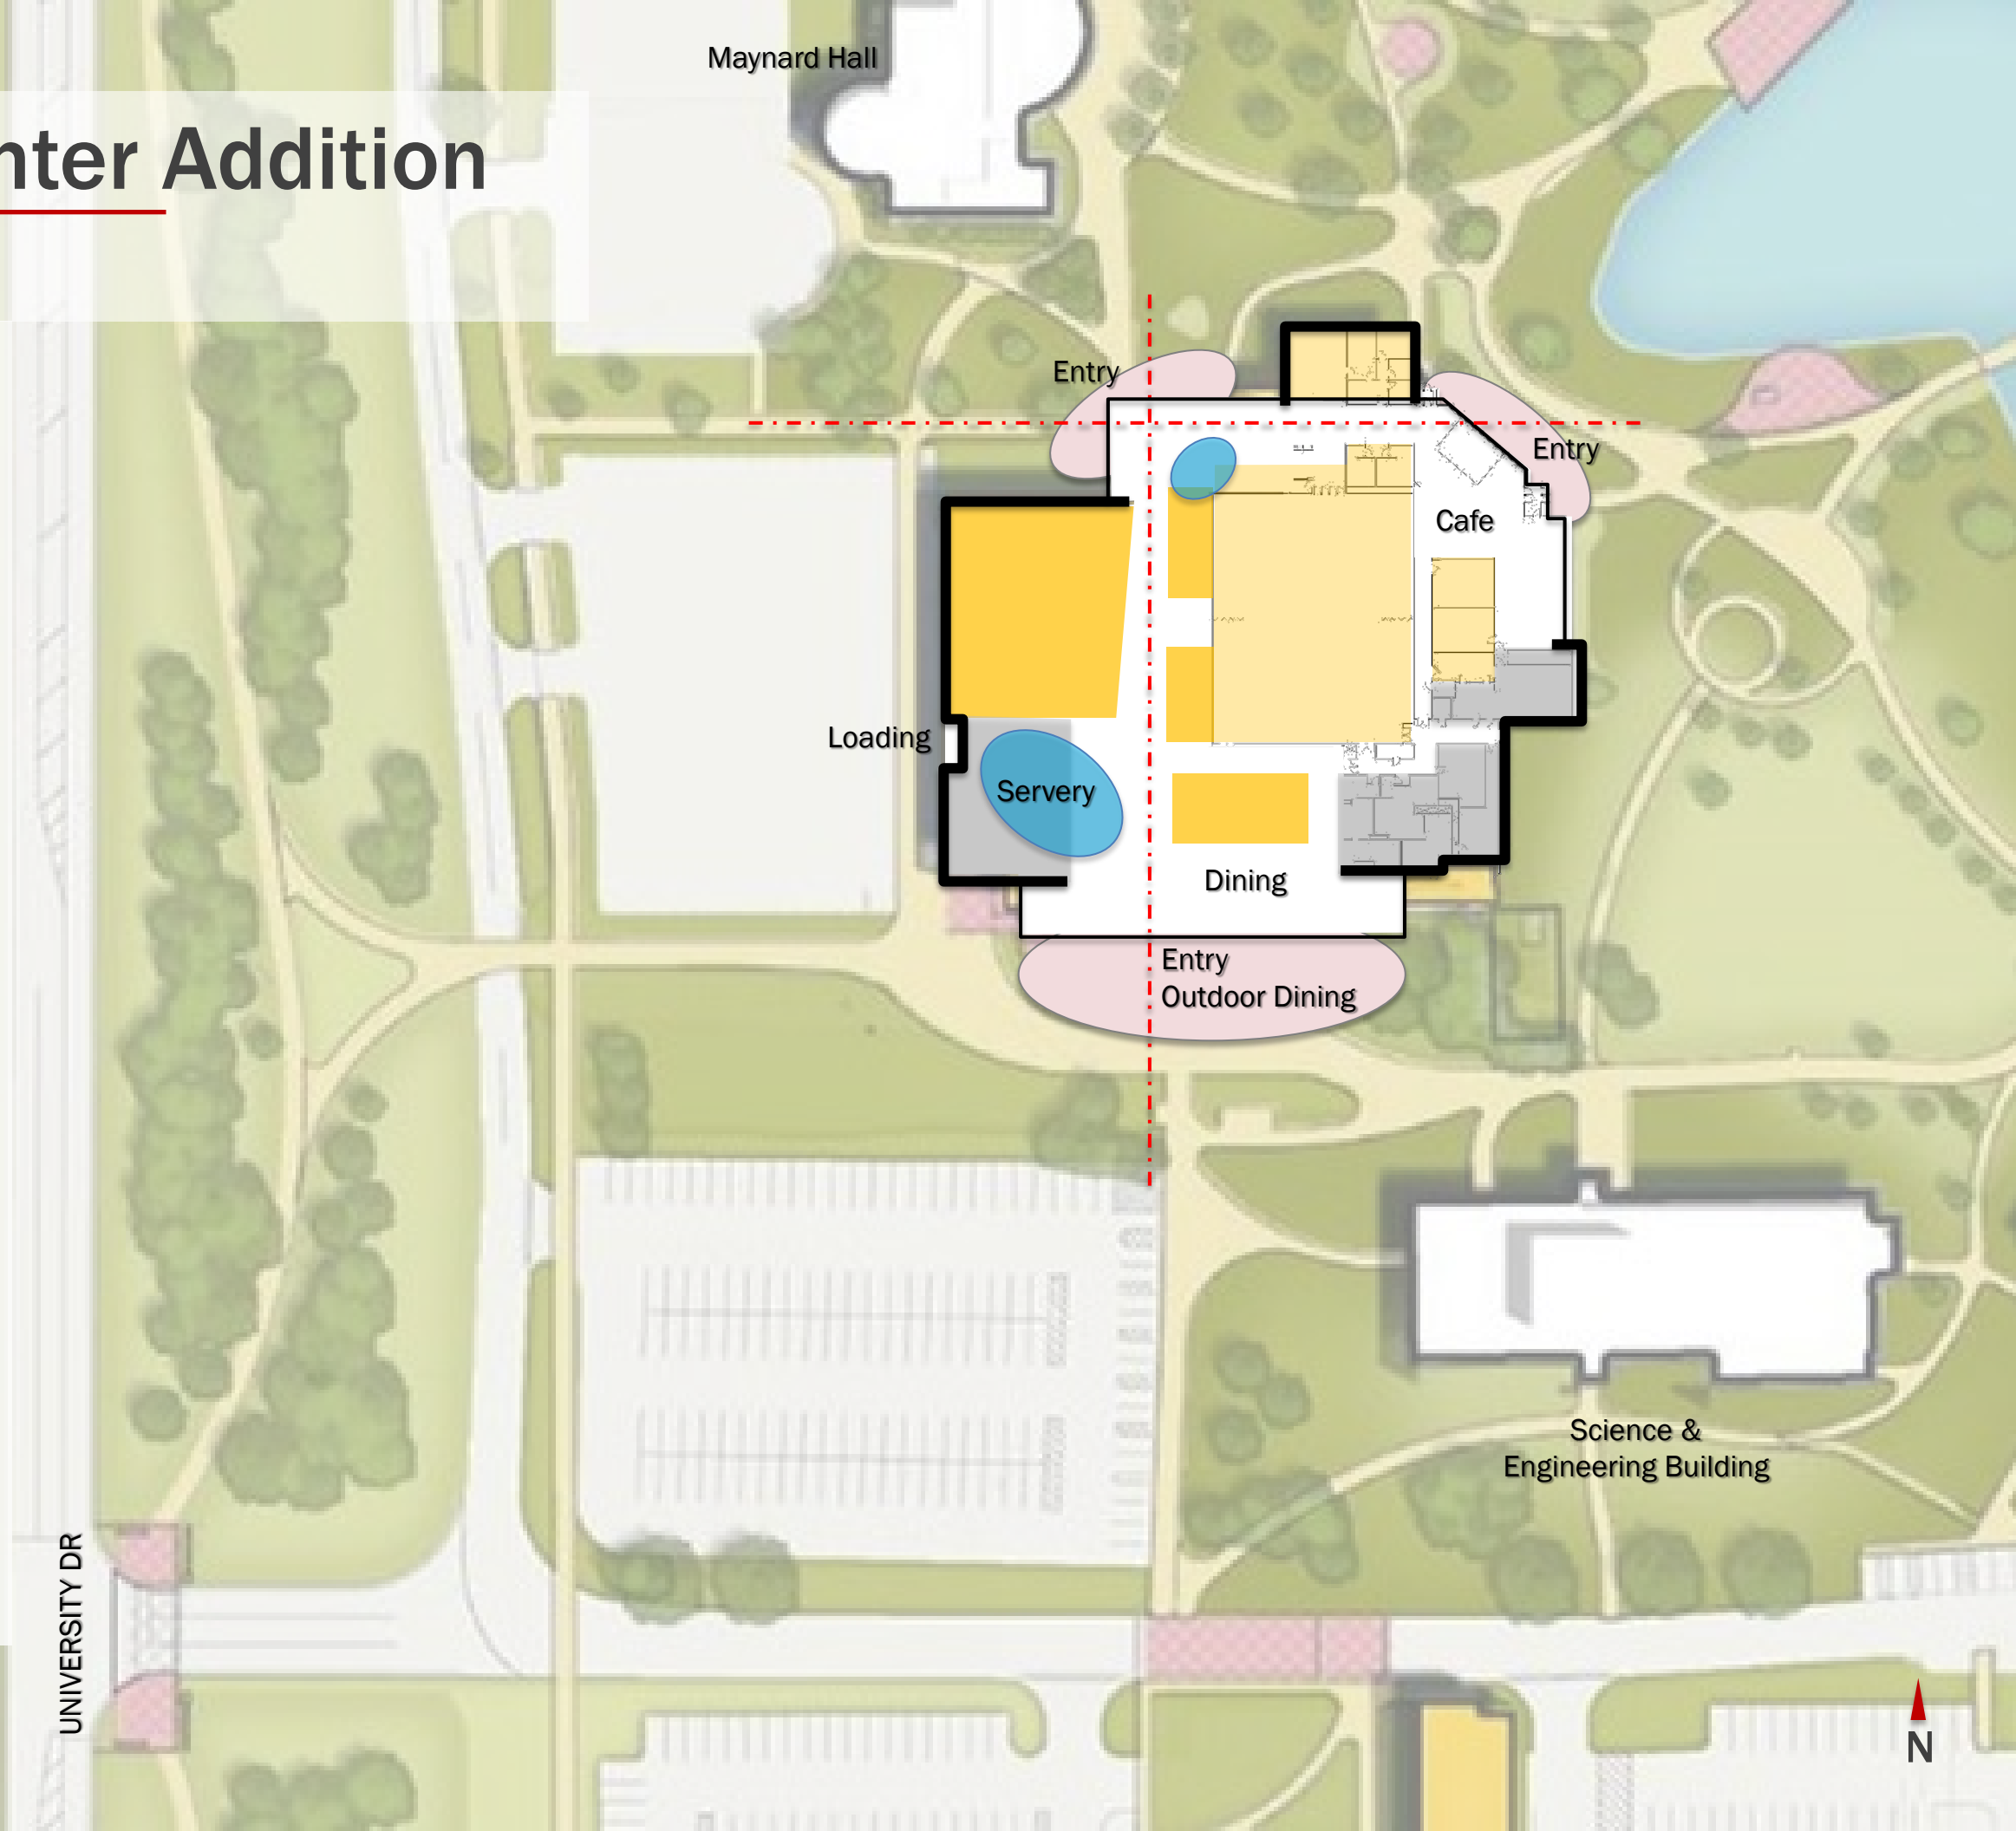 Maynard Hall
nter Addition
Entry
Entry
Cafe
Loading
Servery
Dining
Entry
Outdoor Dining
Science &
Engineering Building
UNIVERSITY DR
N